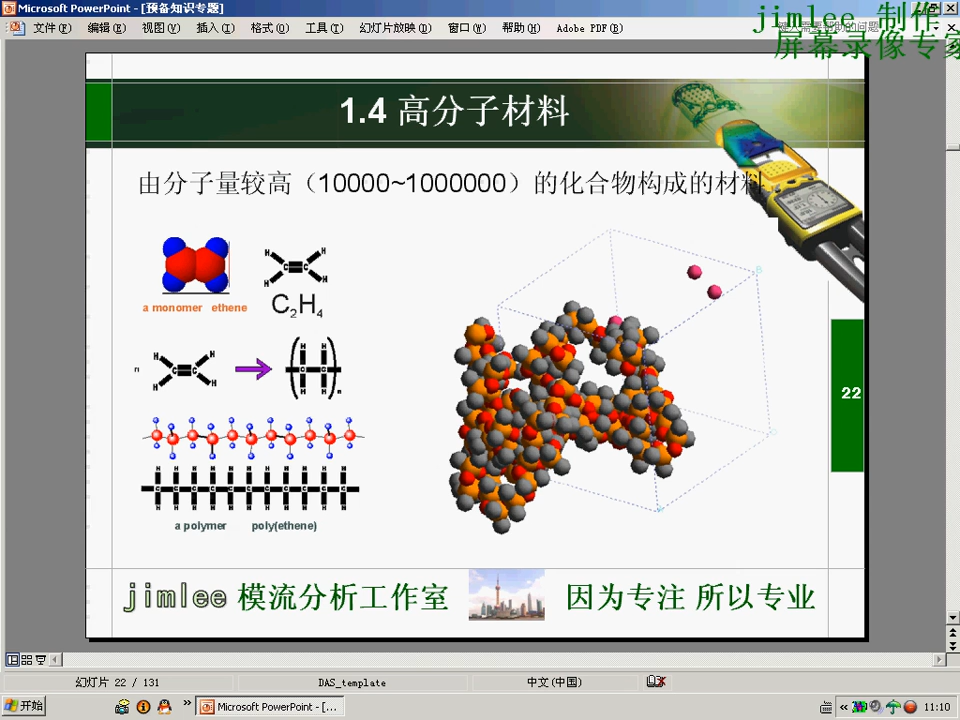 Microsoft PowerPoint - [预备知识专题]
jimlee 制作
文件(F) 编辑(E) 视图(V) 插入(I) 格式(O) 工具(T) 幻灯片放映(D) 窗口(W) 帮助(H) Adobe PDF(B)
屏幕录像专家
1.4 高分子材料
由分子量较高（10000~1000000）的化合物构成的材料
a monomer ethene
C2H4
n
22
a polymer poly(ethene)
jimlee 模流分析工作室 因为专注 所以专业
幻灯片 22 / 131 DAS_template 中文(中国)
开始 Microsoft PowerPoint - [... 11:10